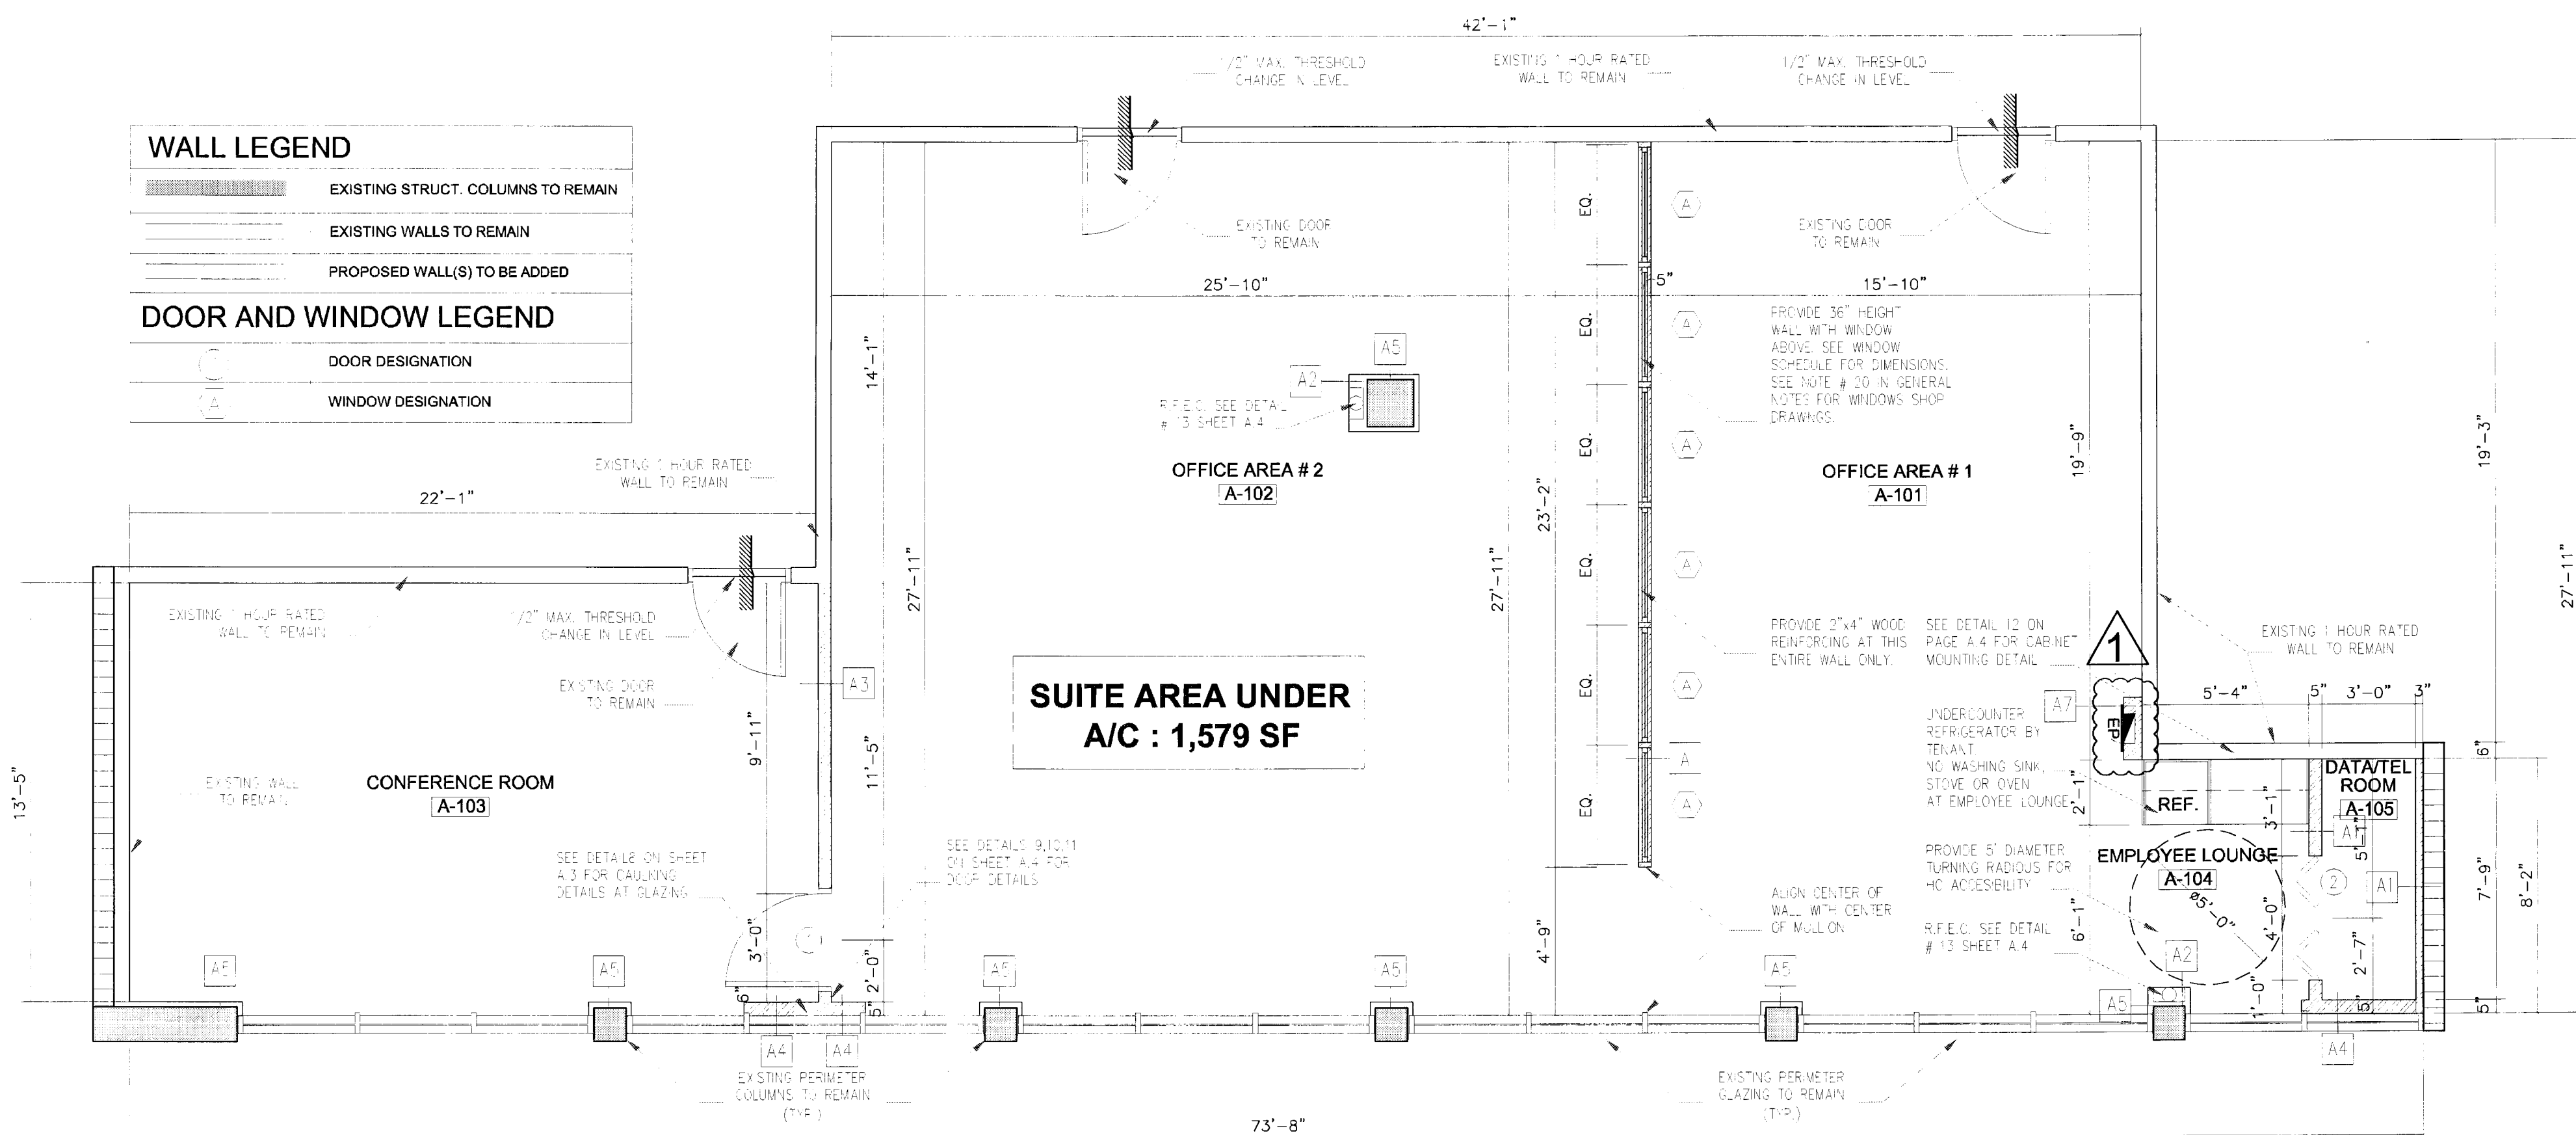 42'-1"
1/2" MAX. THRESHOLD
CHANGE IN LEVEL
EXISTING 1 HOUR RATED
WALL TO REMAIN
1/2" MAX. THRESHOLD
CHANGE IN LEVEL
WALL LEGEND
EXISTING STRUCT. COLUMNS TO REMAIN
EXISTING WALLS TO REMAIN
PROPOSED WALL(S) TO BE ADDED
DOOR AND WINDOW LEGEND
DOOR DESIGNATION
A
WINDOW DESIGNATION
EXISTING DOOR
TO REMAIN
EXISTING DOOR
TO REMAIN
EQ.
A
25'-10"
5"
15'-10"
EQ.
A
PROVIDE 36" HEIGHT
WALL WITH WINDOW
ABOVE. SEE WINDOW
SCHEDULE FOR DIMENSIONS.
SEE NOTE # 20 IN GENERAL
NOTES FOR WINDOWS SHOP
DRAWINGS.
14'-1"
A5
A2
R.F.E.C. SEE DETAIL
# 13 SHEET A.4
EQ.
A
19'-9"
19'-3"
EXISTING 1 HOUR RATED
WALL TO REMAIN
OFFICE AREA # 2
A-102
OFFICE AREA # 1
A-101
22'-1"
23'-2"
27'-11"
27'-11"
27'-11"
EQ.
A
EXISTING 1 HOUR RATED
WALL TO REMAIN
1/2" MAX. THRESHOLD
CHANGE IN LEVEL
EXISTING DOOR
TO REMAIN
A3
PROVIDE 2"x4" WOOD
REINFORCING AT THIS
ENTIRE WALL ONLY.
SEE DETAIL 12 ON
PAGE A.4 FOR CABINET
MOUNTING DETAIL
1
EXISTING 1 HOUR RATED
WALL TO REMAIN
SUITE AREA UNDER
A/C : 1,579 SF
EQ.
A
A7
EP
5'-4"
5"
3'-0"
3"
UNDERCOUNTER
REFRIGERATOR BY
TENANT.
NO WASHING SINK,
STOVE OR OVEN
AT EMPLOYEE LOUNGE
9'-11"
11'-5"
13'-5"
EXISTING WALL
TO REMAIN
CONFERENCE ROOM
A-103
A
EQ.
A
2'-1"
REF.
3'-1"
6"
DATA/TEL
ROOM
A-105
A1
5'-1"
SEE DETAIL8 ON SHEET
A.3 FOR CAULKING
DETAILS AT GLAZING
SEE DETAILS 9,10,11
ON SHEET A.4 FOR
DOOR DETAILS
PROVIDE 5' DIAMETER
TURNING RADIOUS FOR
HC ACCESIBILITY
EMPLOYEE LOUNGE
A-104
ø5'-0"
2
A1
7'-9"
8'-2"
ALIGN CENTER OF
WALL WITH CENTER
OF MULLION
R.F.E.C. SEE DETAIL
# 13 SHEET A.4
6'-1"
4'-0"
2'-7"
3'-0"
2'-0"
4'-9"
A5
A5
A5
A5
A5
A2
A5
6"
5"
1'-0"
5"
5"
A4
A4
A4
EXISTING PERIMETER
COLUMNS TO REMAIN
(TYP.)
EXISTING PERIMETER
GLAZING TO REMAIN
(TYP.)
73'-8"